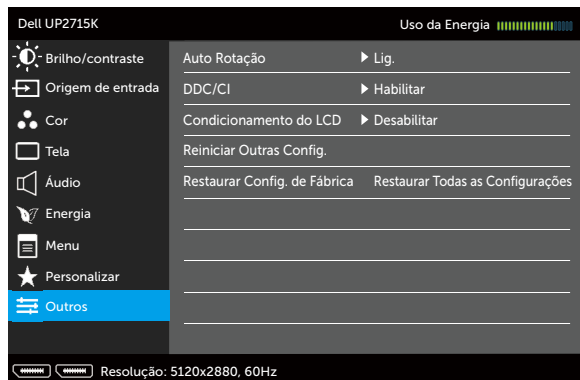 Dell UP2715K Uso da Energia
Brilho/contraste Auto Rotação Lig.
Origem de entrada DDC/CI Habilitar
Cor Condicionamento do LCD Desabilitar
Tela Reiniciar Outras Config.
Áudio Restaurar Config. de Fábrica Restaurar Todas as Configurações
Energia
Menu
Personalizar
Outros
Resolução: 5120x2880, 60Hz